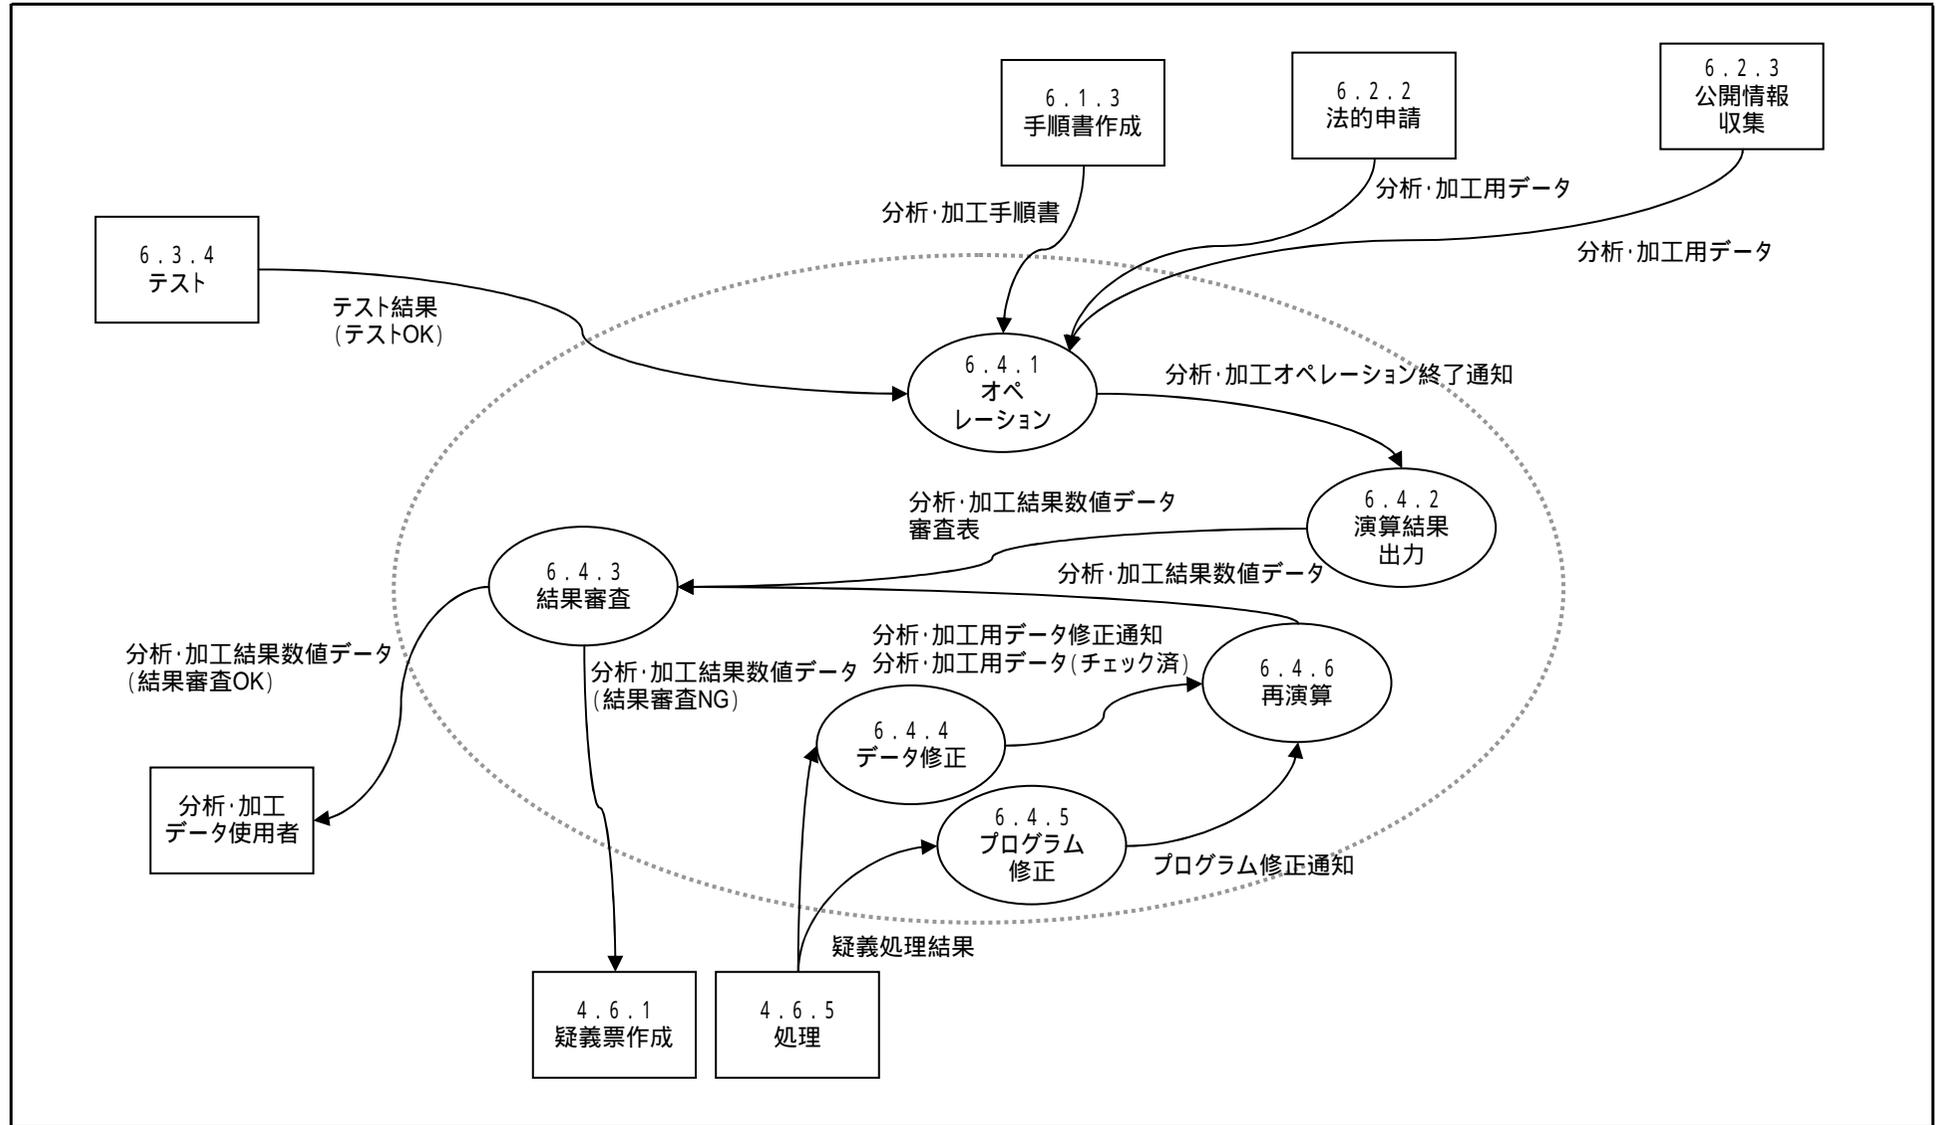 6.1.3
手順書作成
6.2.2
法的申請
6.2.3
公開情報
収集
分析・加工用データ
分析・加工手順書
分析・加工用データ
6.3.4
テスト
テスト結果
(テストOK)
6.4.1
オペ
レーション
分析・加工オペレーション終了通知
6.4.2
演算結果
出力
分析・加工結果数値データ
審査表
6.4.3
結果審査
分析・加工結果数値データ
分析・加工結果数値データ
(結果審査OK)
分析・加工結果数値データ
(結果審査NG)
分析・加工用データ修正通知
分析・加工用データ(チェック済)
6.4.6
再演算
6.4.4
データ修正
分析・加工
データ使用者
6.4.5
プログラム
修正
プログラム修正通知
疑義処理結果
4.6.1
疑義票作成
4.6.5
処理